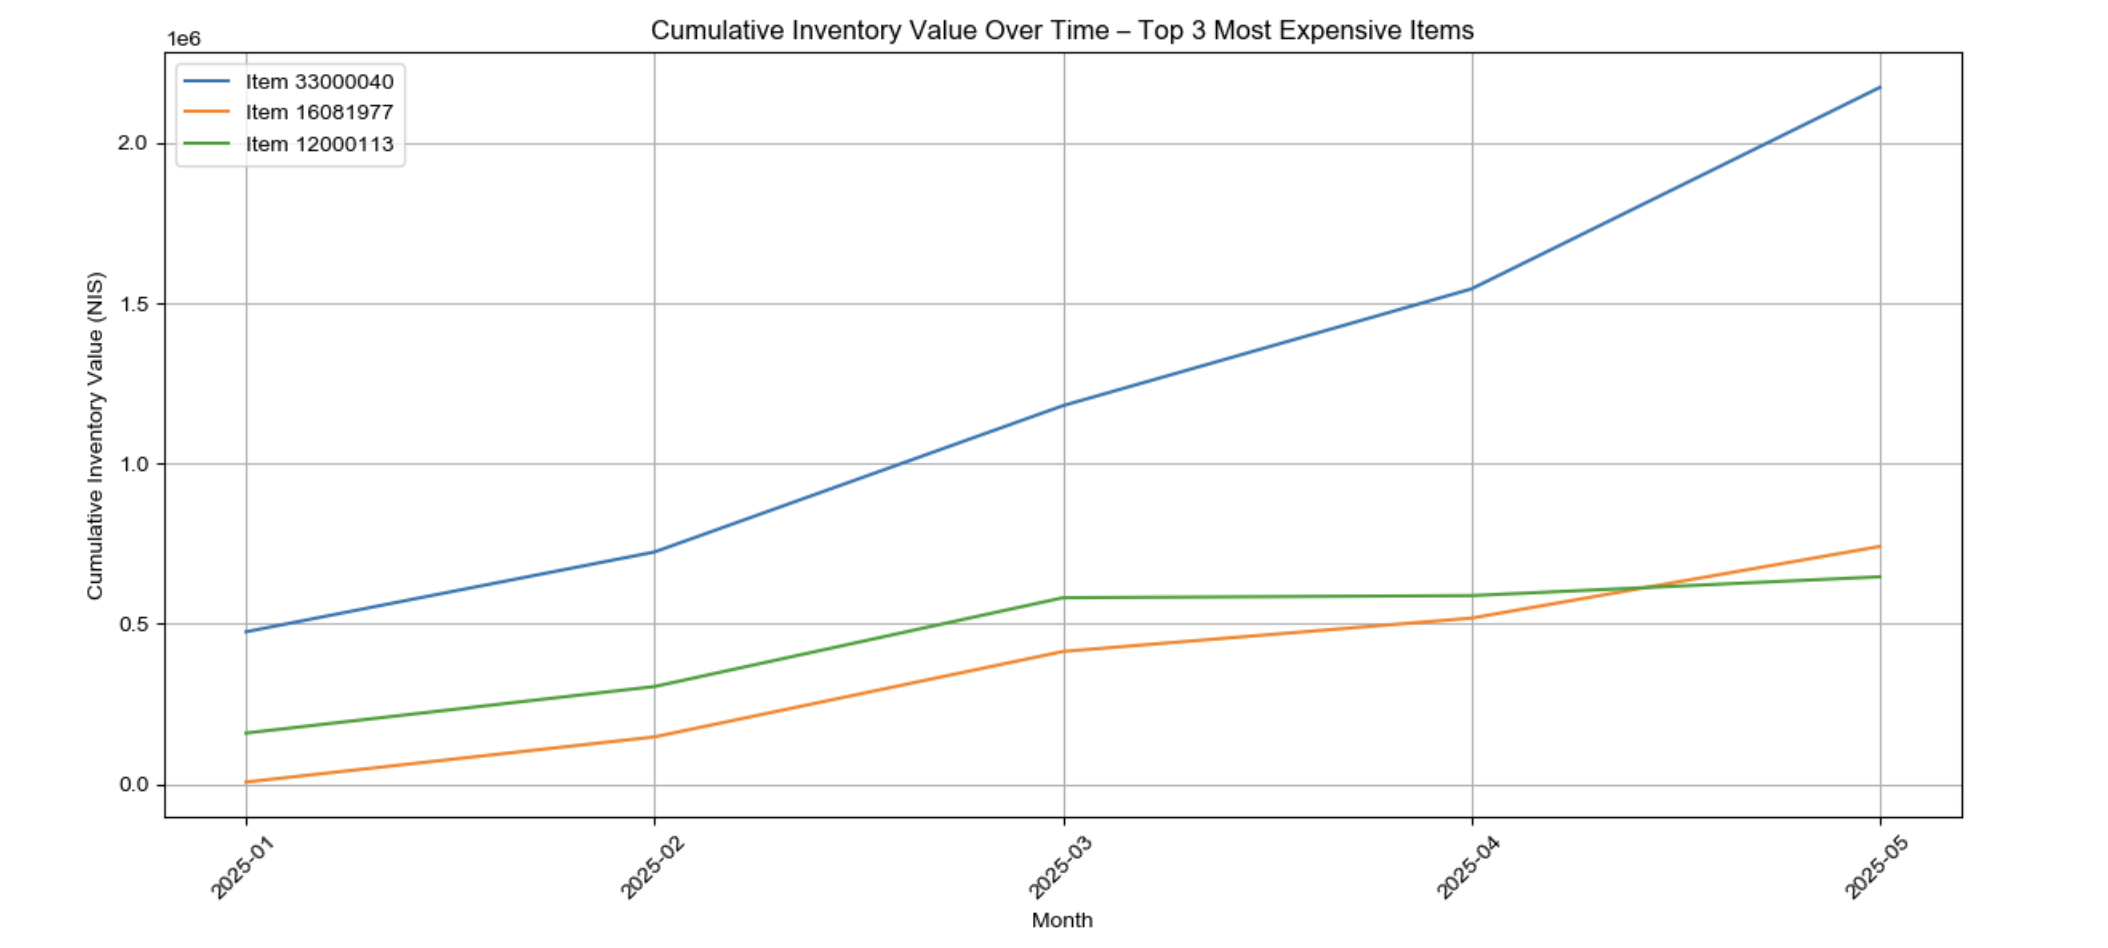 Cumulative Inventory Value Over Time – Top 3 Most Expensive Items
1e6
Item 33000040
Item 16081977
Item 12000113
2.0
1.5
1.0
0.5
0.0
Cumulative Inventory Value (NIS)
2025-01
2025-02
2025-03
2025-04
2025-05
Month